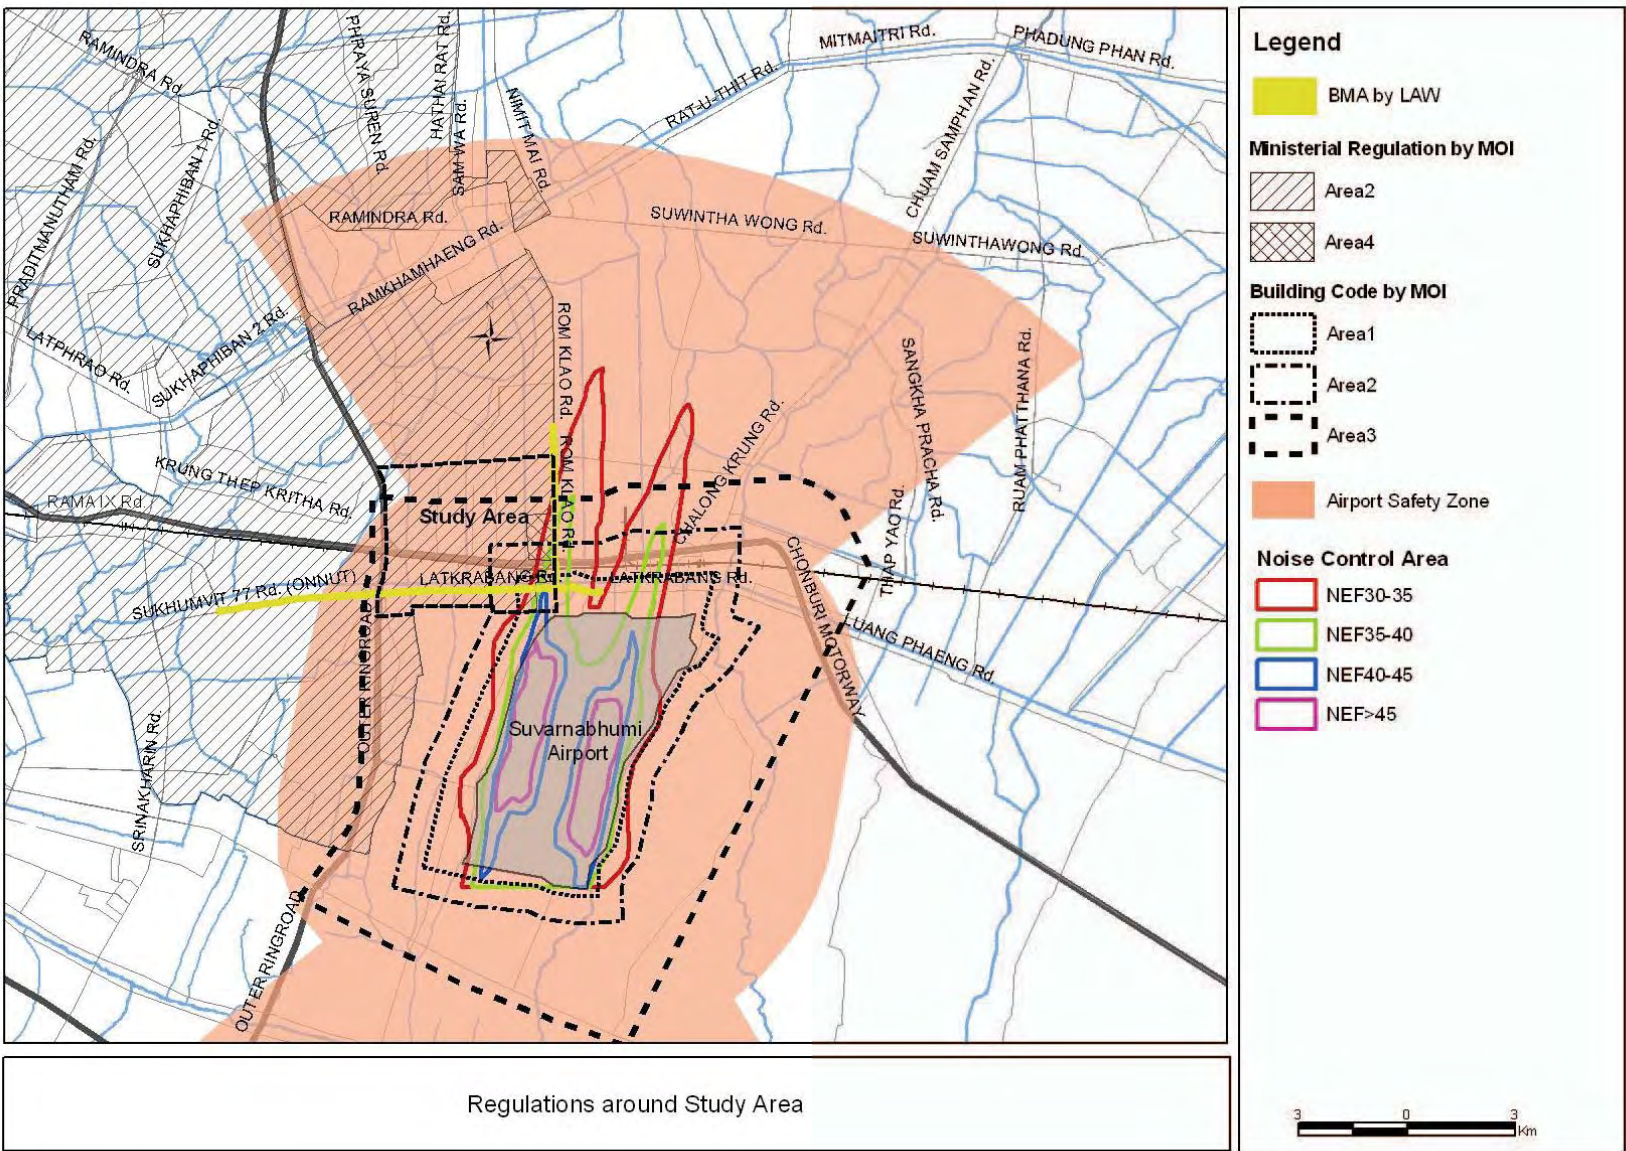 RAMINDRA Rd.
PHRAYA SUREN Rd.
HATHAI RAT Rd.
SAM WA Rd.
NIMIT MAI Rd.
RAT-U-THIT Rd.
MITMAITRI Rd.
PHADUNG PHAN Rd.
CHUAM SAMPHAN Rd.
PRADITMANUTHAM Rd.
SUKHAPHIBAN 1 Rd.
RAMINDRA Rd.
RAMKHAMHAENG Rd.
SUWINTHA WONG Rd.
SUWINTHAWONG Rd.
LATPHRAO Rd.
SUKHAPHIBAN 2 Rd.
N
ROM KLAO Rd.
ROM KLAO Rd.
CHALONG KRUNG Rd.
SANGKHA PRACHA Rd.
RUAM PHATTHANA Rd.
KRUNG THEP KRITHA Rd.
RAMA IX Rd.
Study Area
THAP YAO Rd.
LATKRABANG Rd.
LATKRABANG Rd.
SUKHUMVIT 77 Rd. (ONNUT)
CHONBURI MOTORWAY
LUANG PHAENG Rd.
OUTER RINGROAD
SRINAKHARIN Rd.
Suvarnabhumi
Airport
OUTER RINGROAD
Legend
BMA by LAW
Ministerial Regulation by MOI
Area2
Area4
Building Code by MOI
Area1
Area2
Area3
Airport Safety Zone
Noise Control Area
NEF30-35
NEF35-40
NEF40-45
NEF>45
3 0 3
Km
Regulations around Study Area